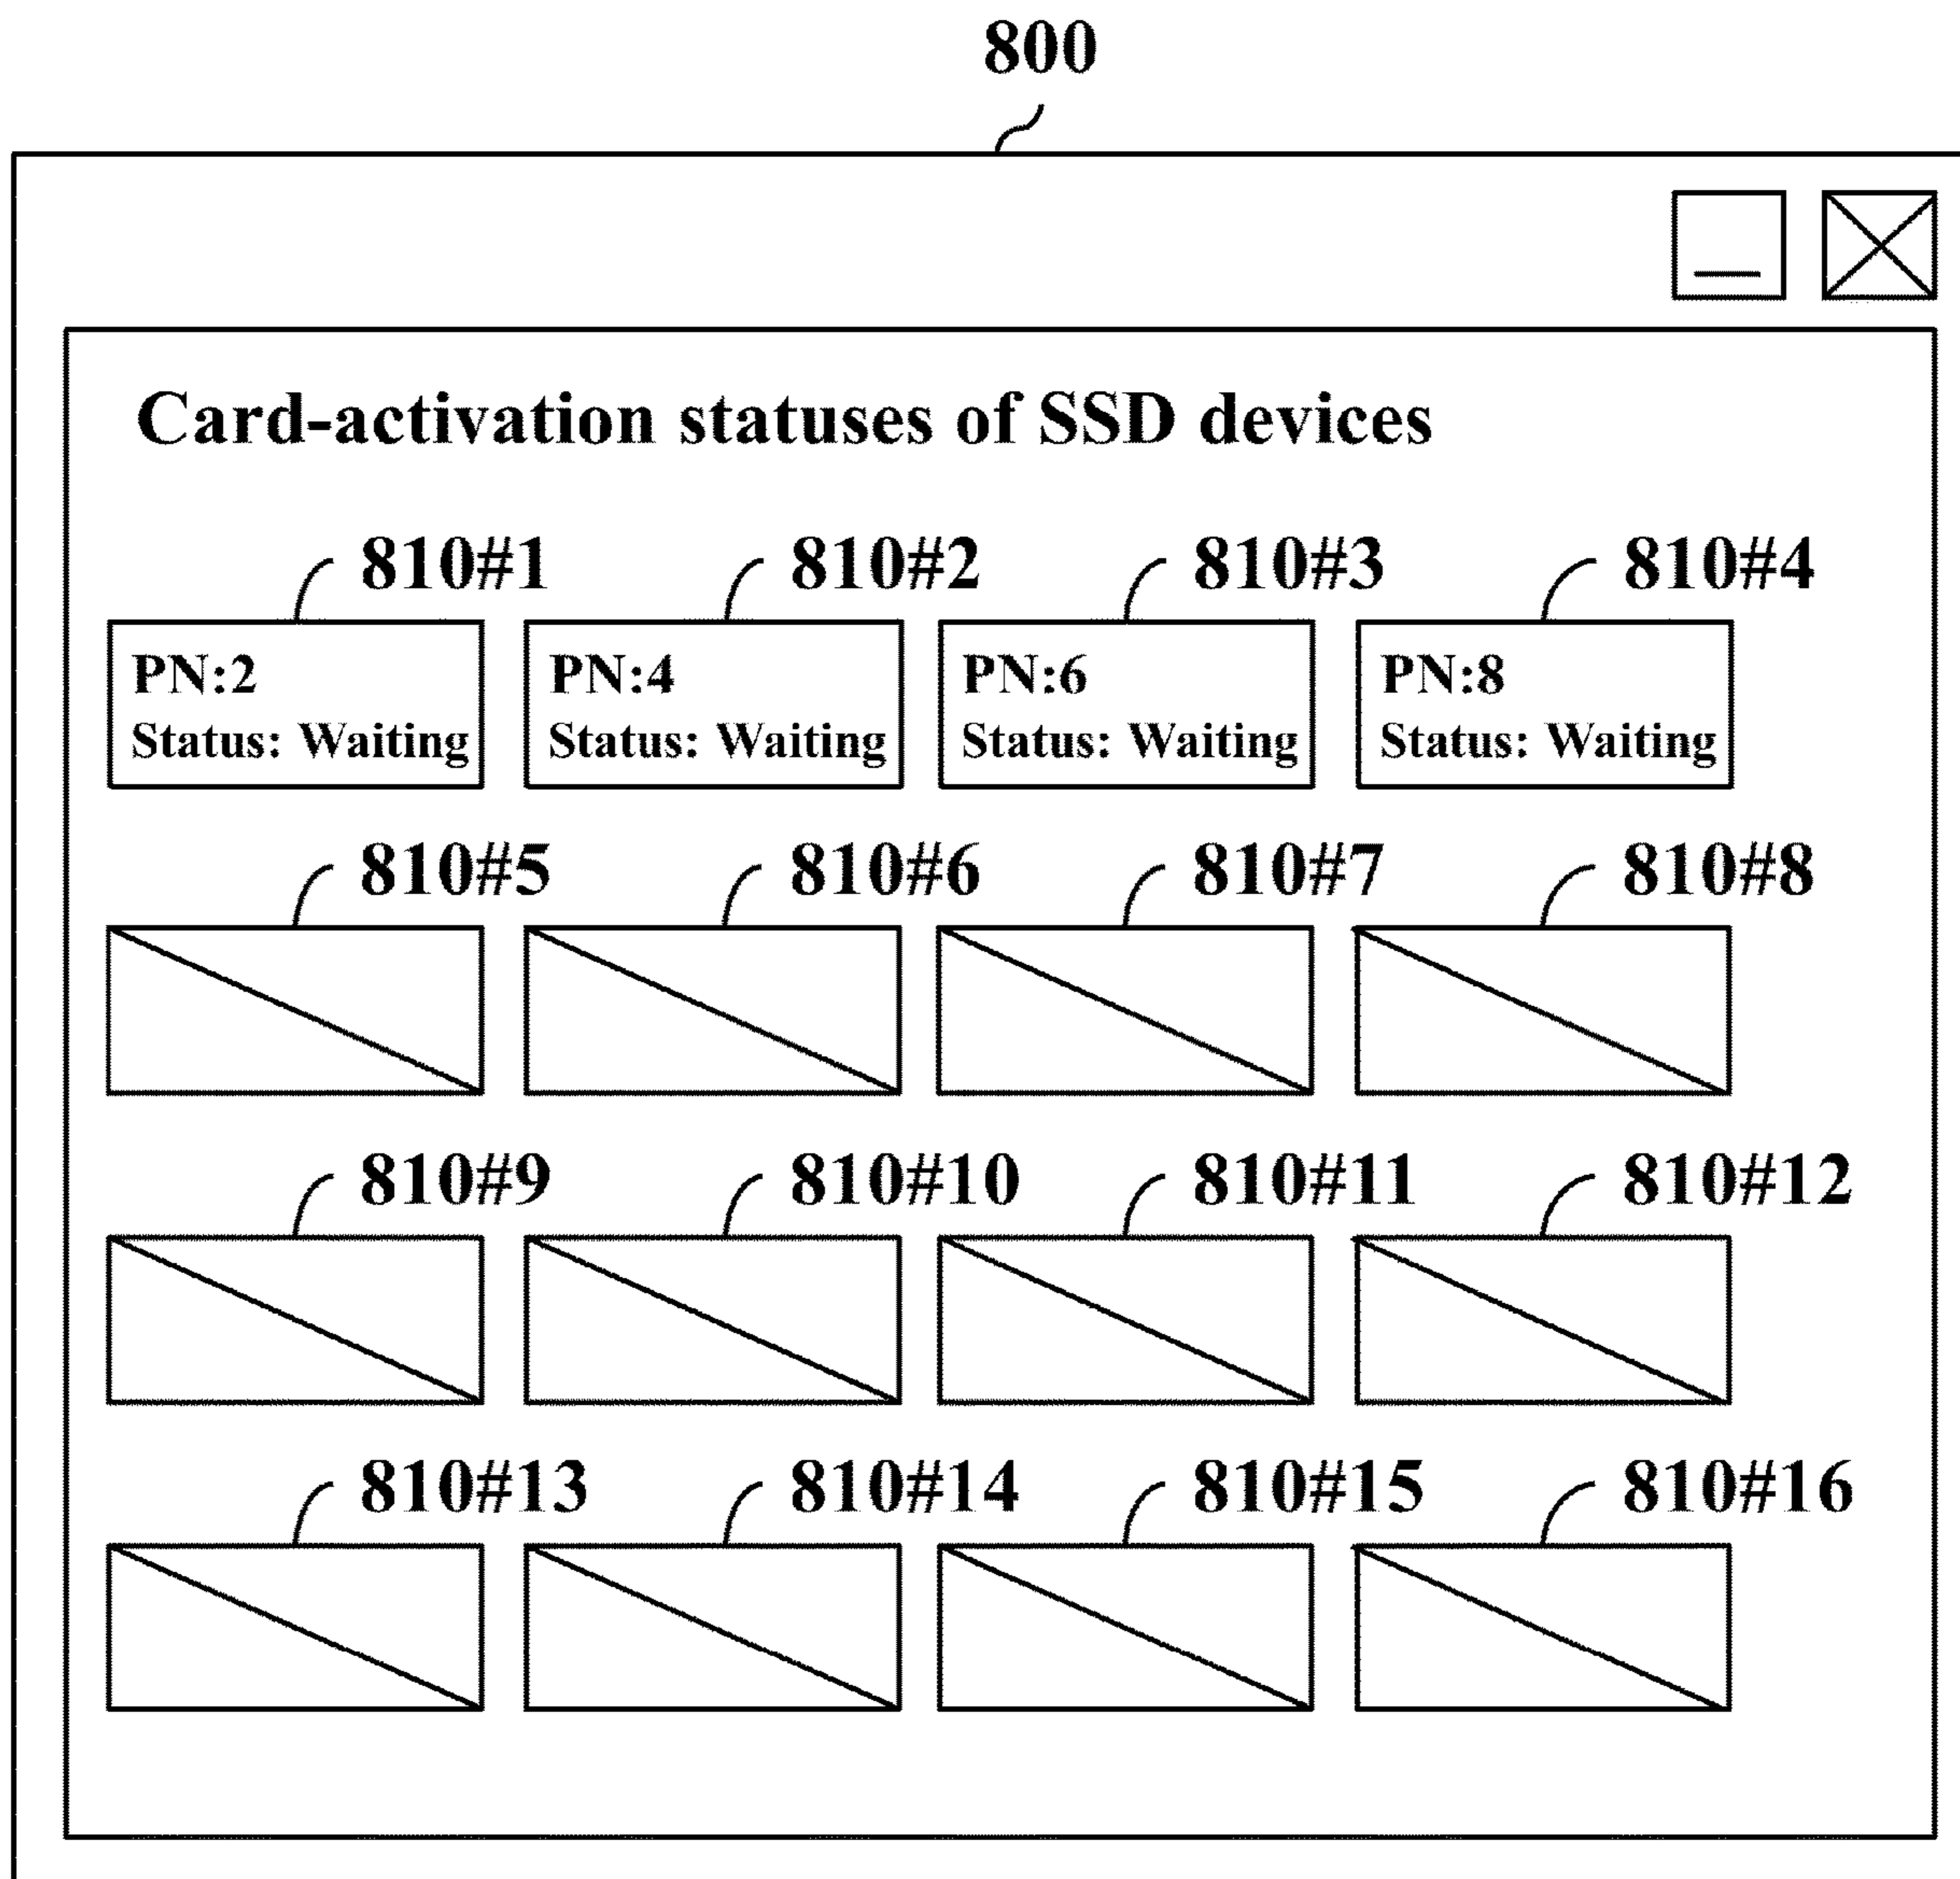 800
Card-activation statuses of SSD devices
810#1 810#2 810#3 810#4
PN:2 PN:4 PN:6 PN:8
Status: Waiting Status: Waiting Status: Waiting Status: Waiting
810#5 810#6 810#7 810#8
810#9 810#10 810#11 810#12
810#13 810#14 810#15 810#16